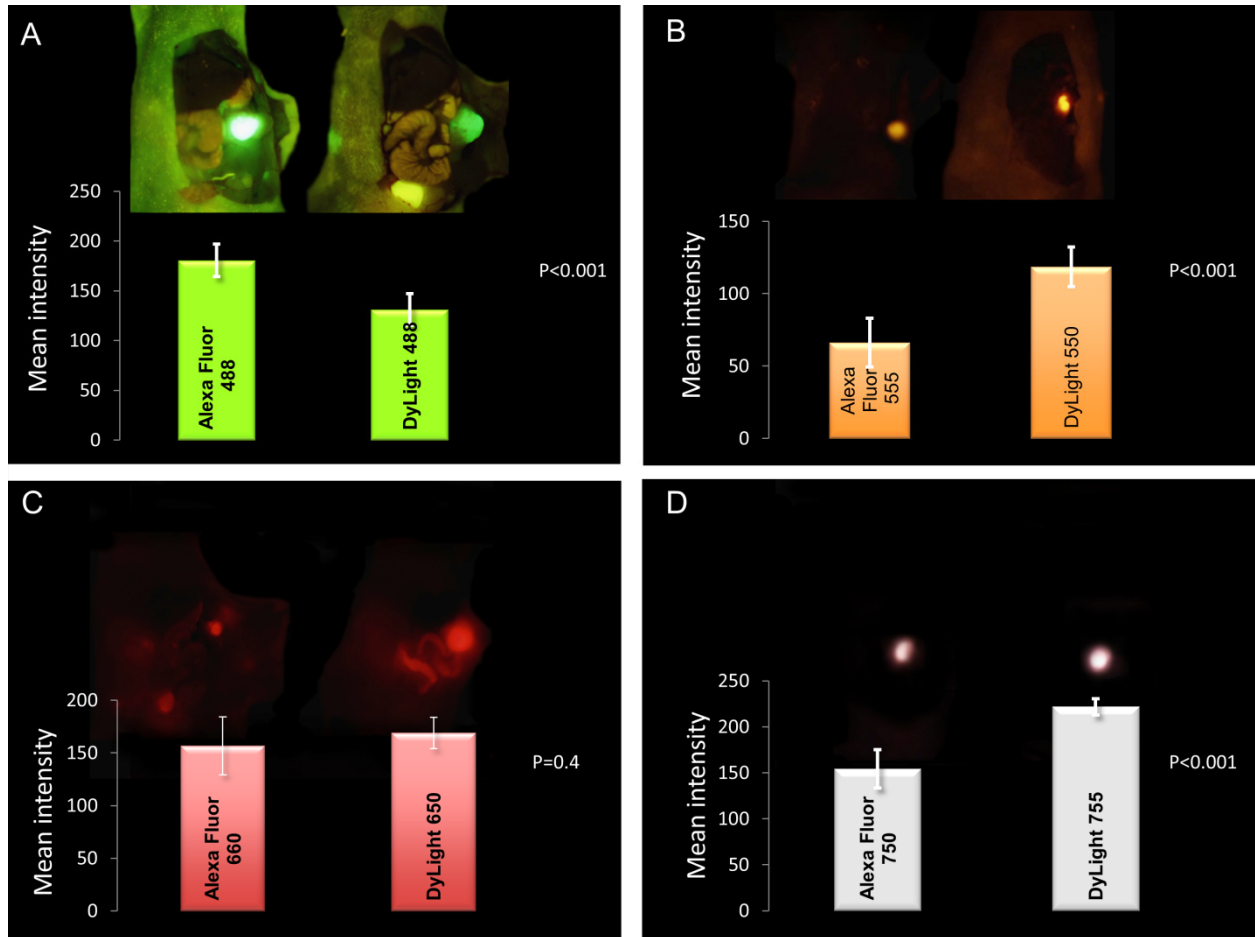 A
250
200
150
100
50
0
Mean intensity
Alexa Fluor
488
DyLight 488
P<0.001
B
150
100
50
0
Mean intensity
Alexa
Fluor
555
DyLight 550
P<0.001
C
200
150
100
50
0
Mean intensity
Alexa Fluor
660
DyLight 650
P=0.4
D
250
200
150
100
50
0
Mean intensity
Alexa Fluor
750
DyLight 755
P<0.001